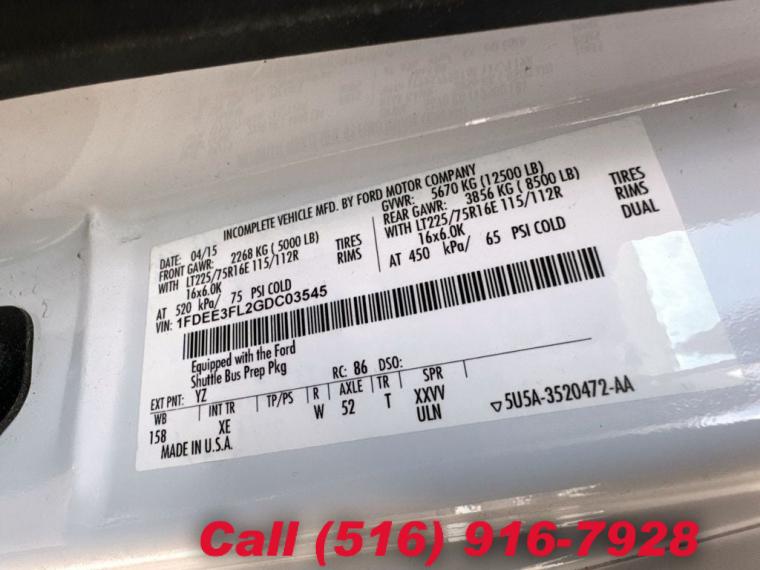 INCOMPLETE VEHICLE MFD. BY FORD MOTOR COMPANY
DATE: 04/15 GVWR: 5670 KG (12500 LB)
FRONT GAWR: 2268 KG ( 5000 LB) REAR GAWR: 3856 KG ( 8500 LB)
WITH LT225/75R16E 115/112R TIRES WITH LT225/75R16E 115/112R TIRES
16x6.0K RIMS 16x6.0K RIMS
AT 520 kPa/ 75 PSI COLD AT 450 kPa/ 65 PSI COLD DUAL
VIN: 1FDEE3FL2GDC03545
Equipped with the Ford
Shuttle Bus Prep Pkg
EXT PNT: YZ RC: 86 DSO:
WB INT TR TP/PS R AXLE TR SPR
158 XE W 52 T XXVV
ULN
MADE IN U.S.A. ▽5U5A-3520472-AA
Call (516) 916-7928